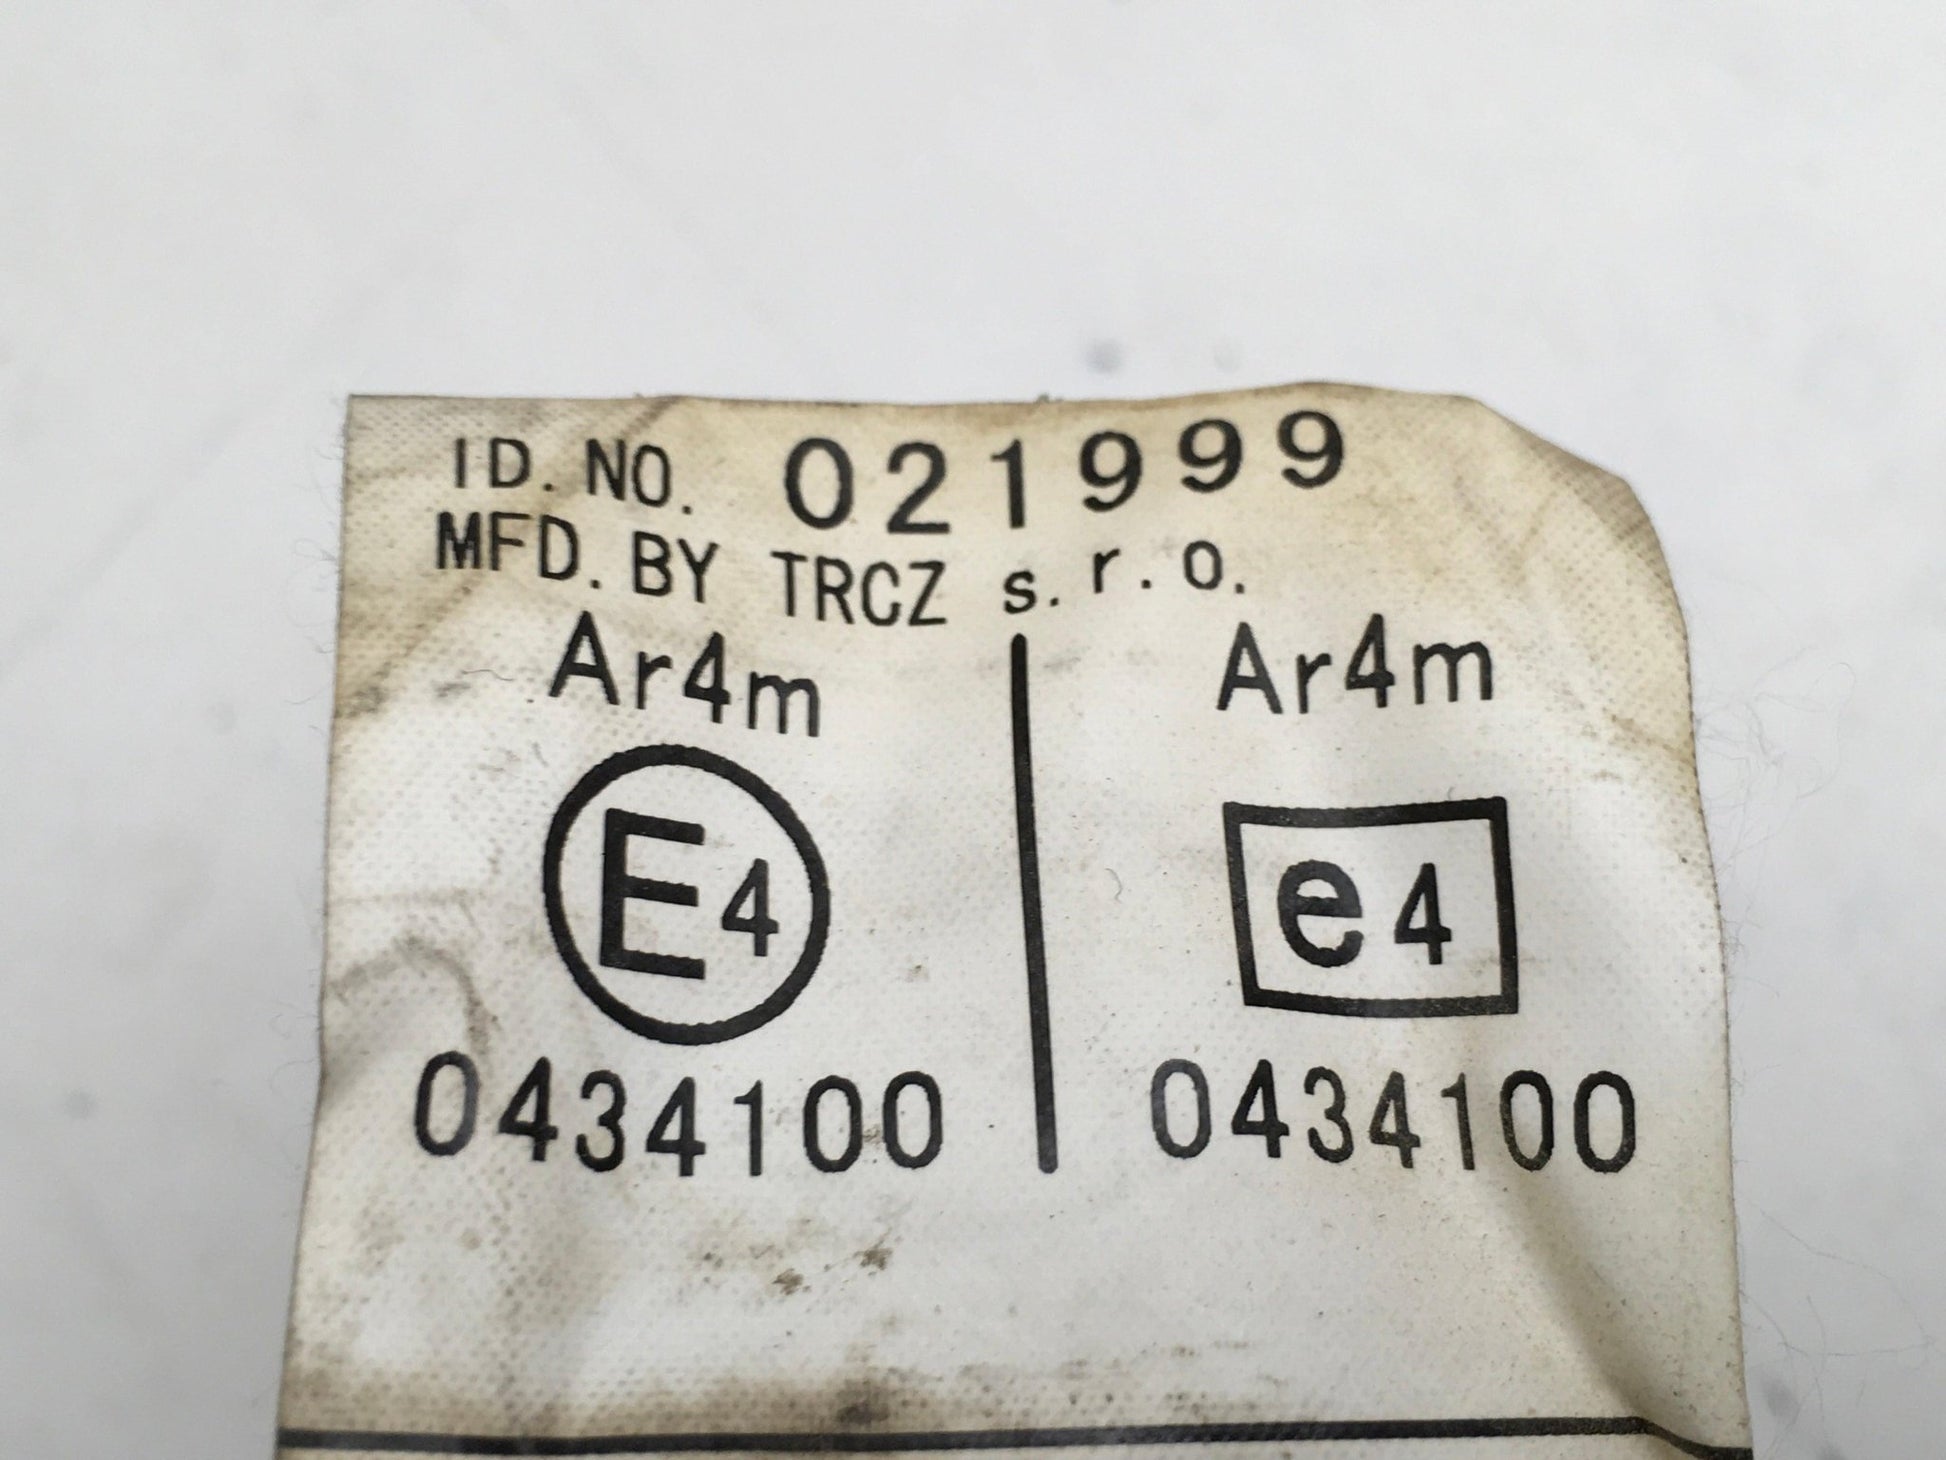 ID. NO. 021999
MFD. BY TRCZ s.r.o.
Ar4m Ar4m
E4 e4
0434100 0434100